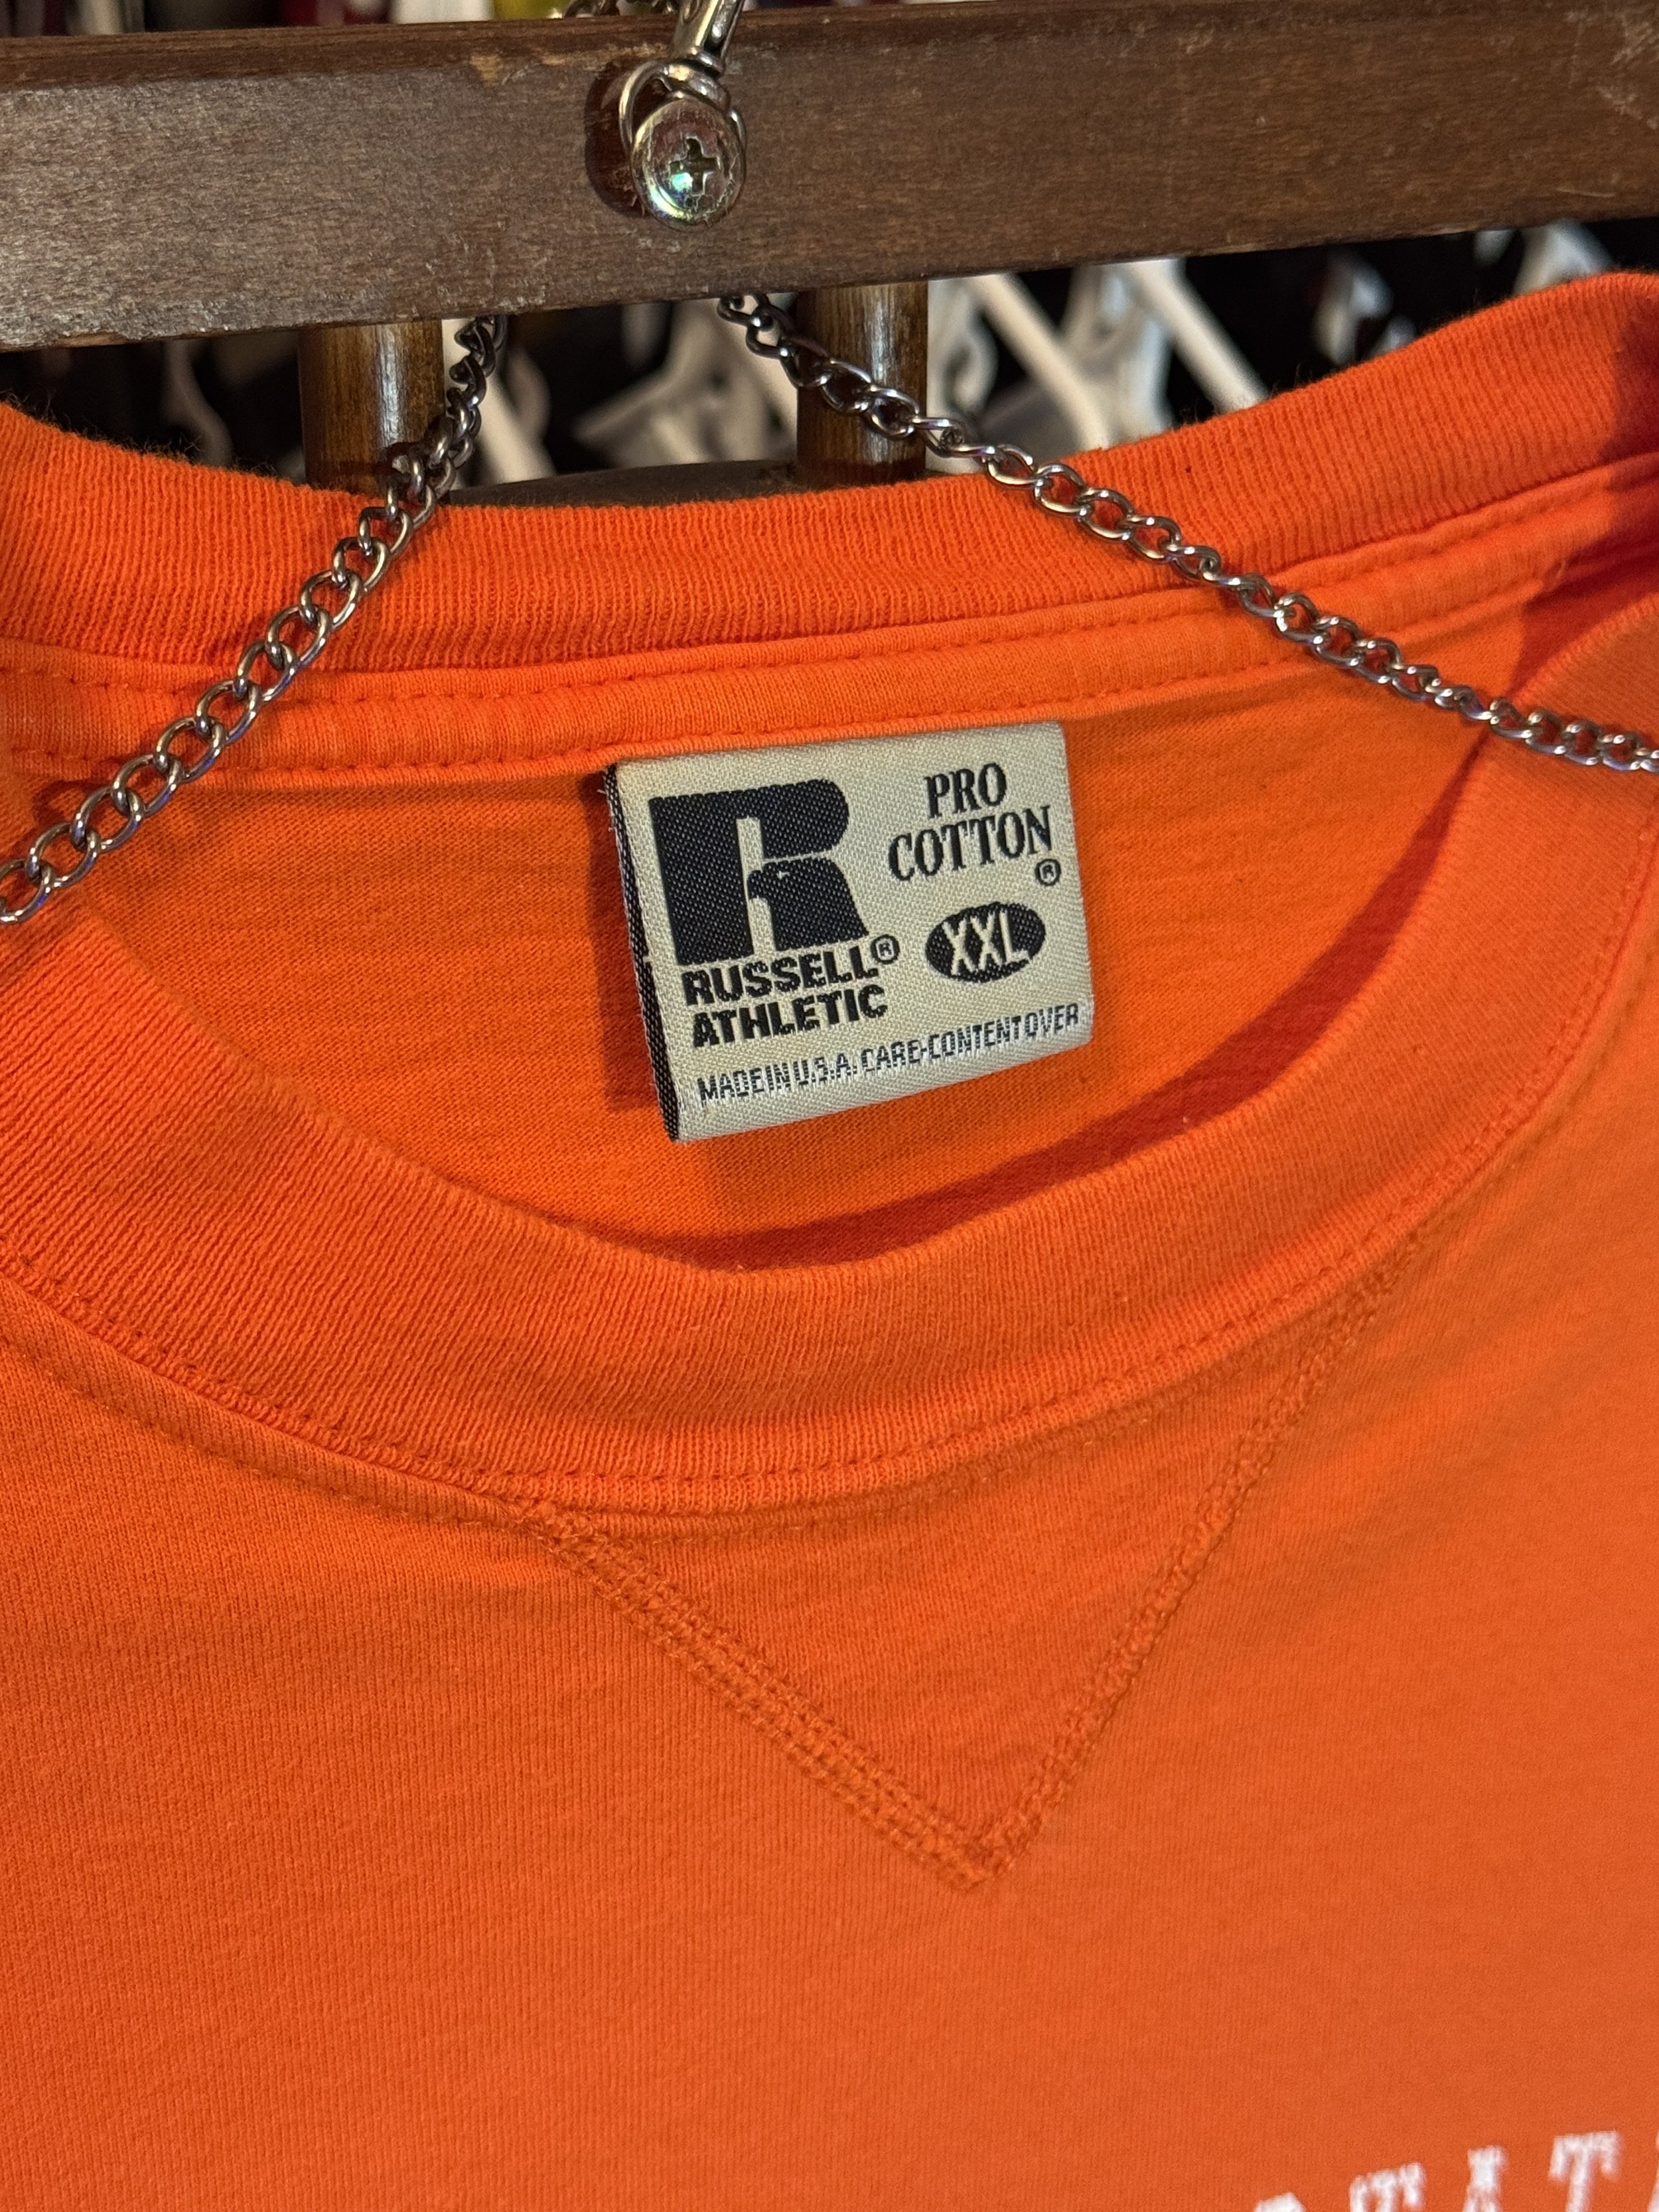 PRO
COTTON®
XXL
RUSSELL®
ATHLETIC
MADE IN U.S.A. CARE-CONTENT OVER